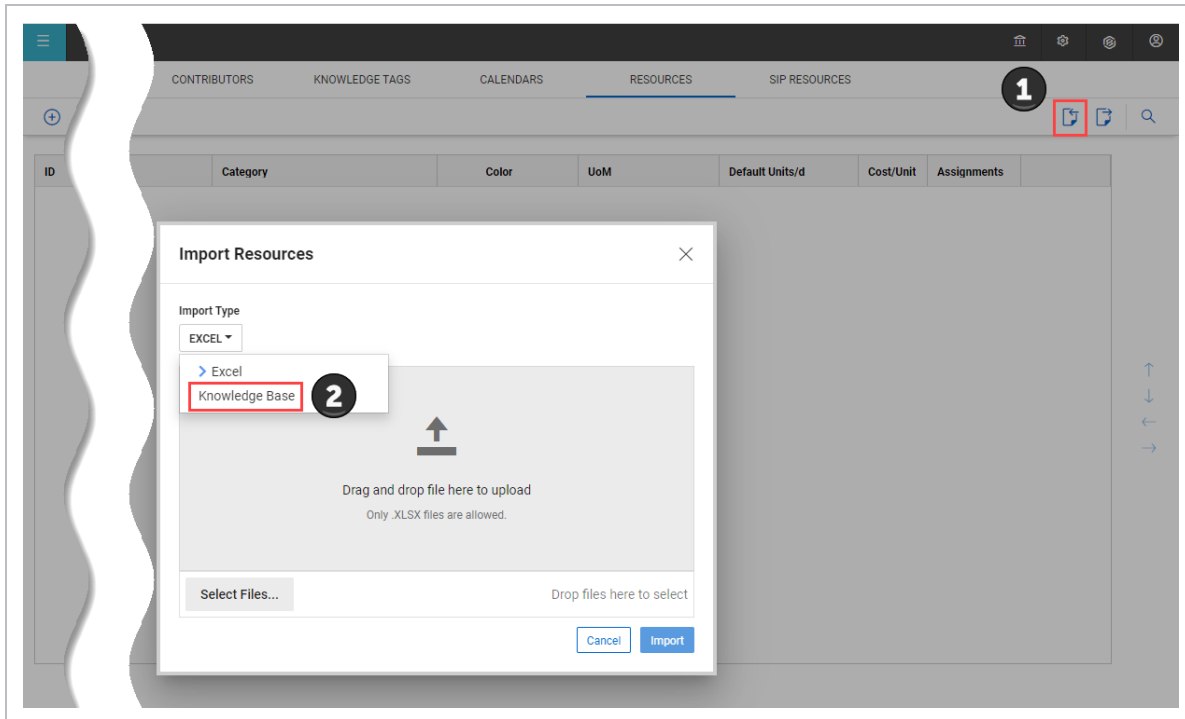 CONTRIBUTORS KNOWLEDGE TAGS CALENDARS RESOURCES SIP RESOURCES
1
ID Category Color UoM Default Units/d Cost/Unit Assignments
Import Resources
Import Type
EXCEL
Excel
Knowledge Base 2
Drag and drop file here to upload
Only .XLSX files are allowed.
Select Files... Drop files here to select
Cancel Import